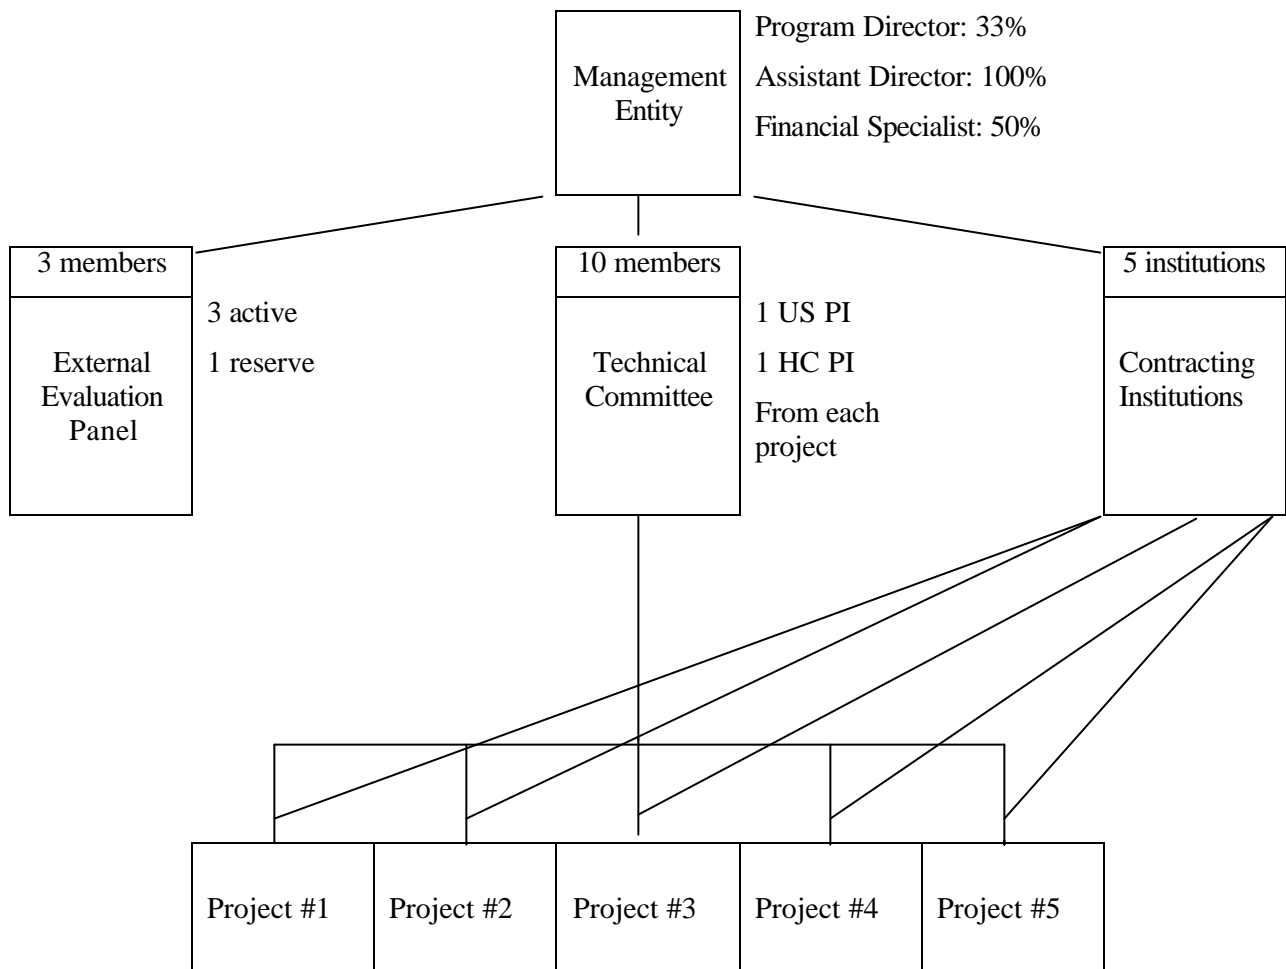 Management
Entity
Program Director: 33%
Assistant Director: 100%
Financial Specialist: 50%
3 members
External
Evaluation
Panel
3 active
1 reserve
10 members
Technical
Committee
1 US PI
1 HC PI
From each
project
5 institutions
Contracting
Institutions
Project #1
Project #2
Project #3
Project #4
Project #5